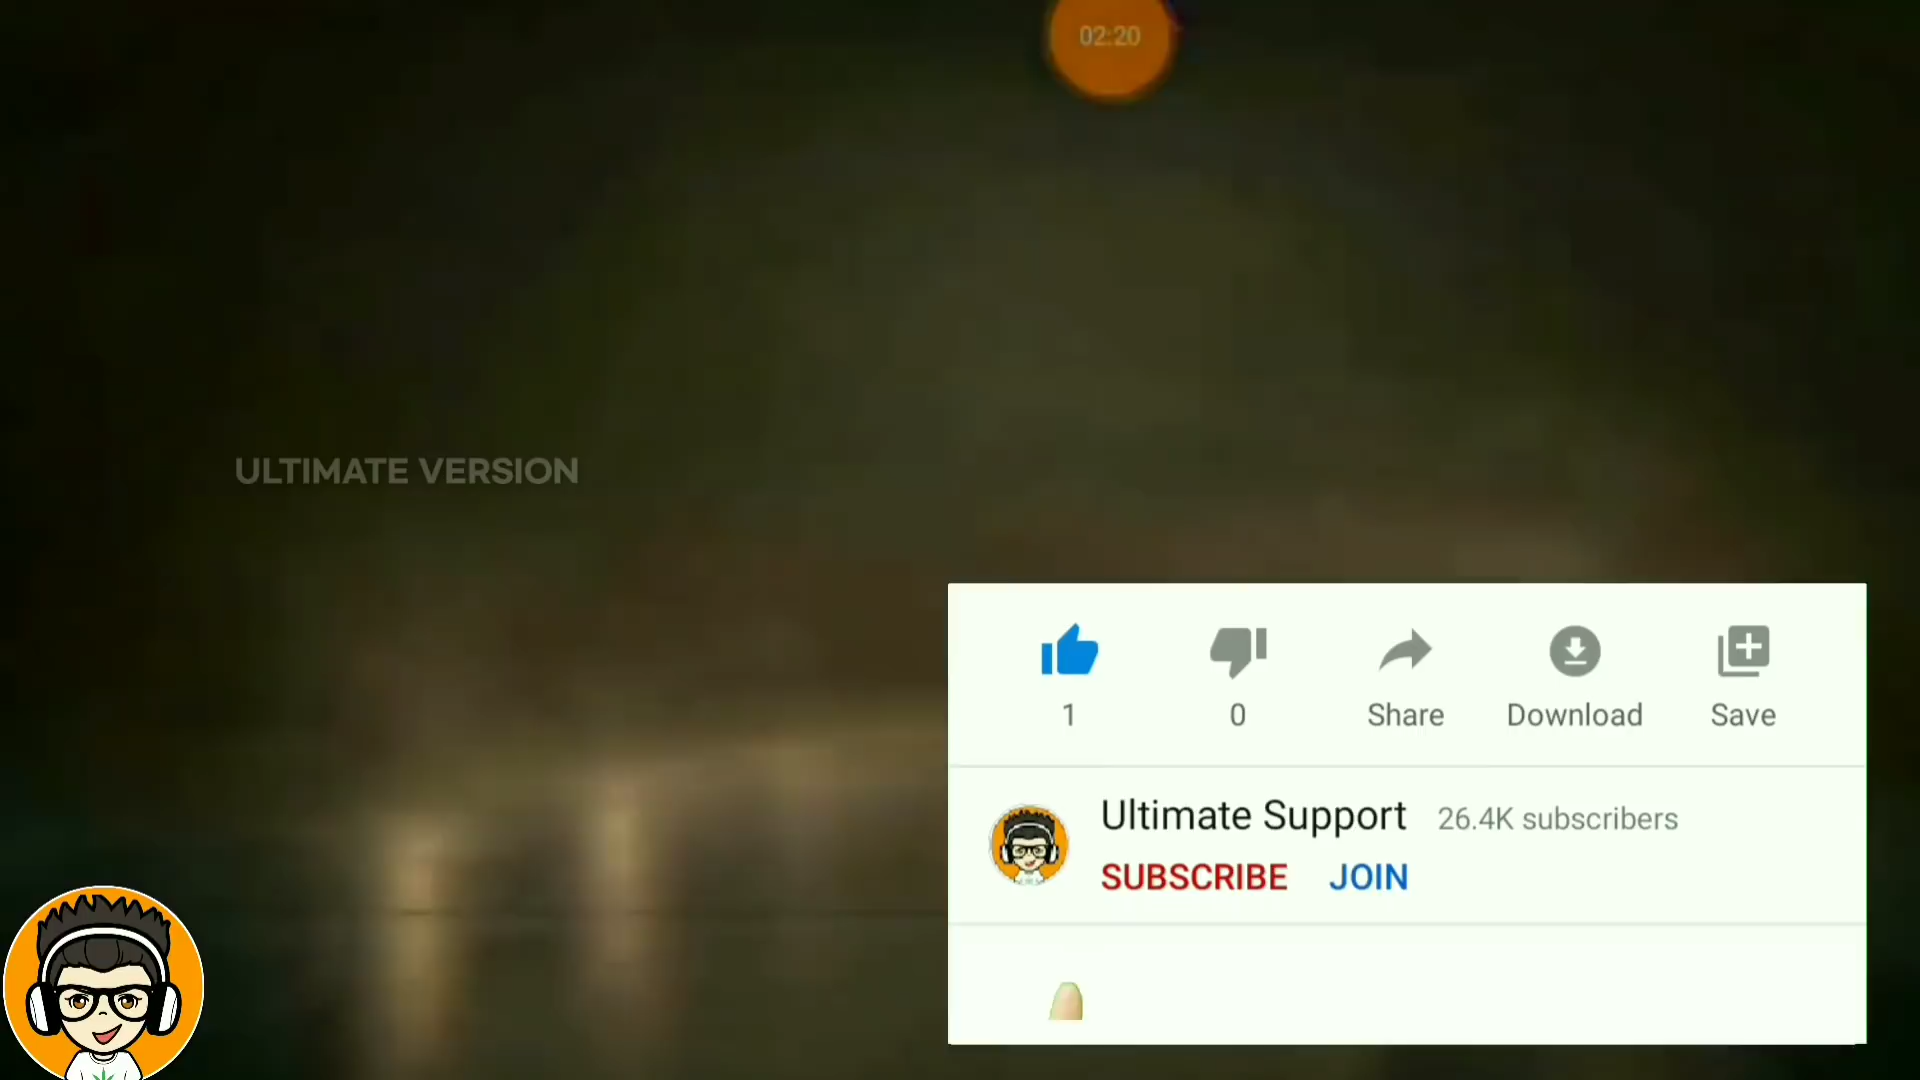 02:20
ULTIMATE VERSION
1
0
Share
Download
Save
Ultimate Support 26.4K subscribers
SUBSCRIBE JOIN